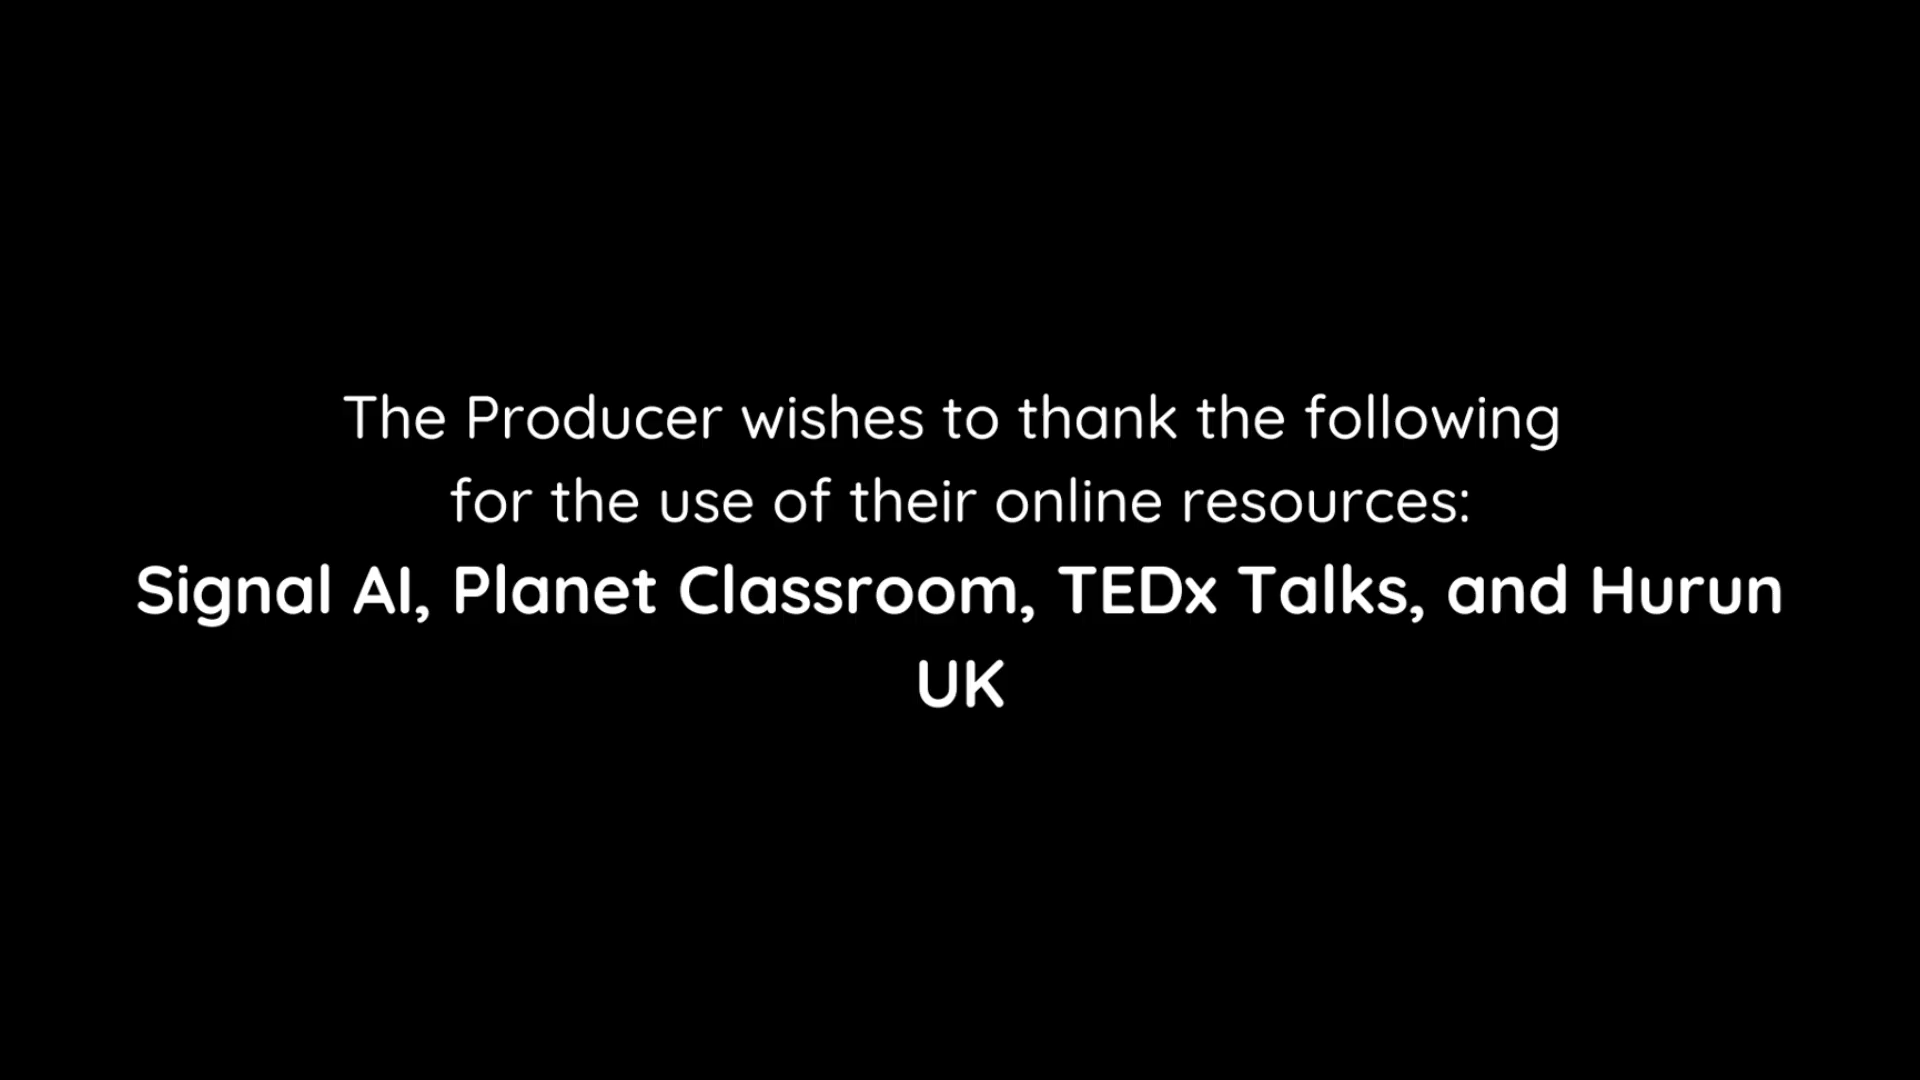 The Producer wishes to thank the following
for the use of their online resources:
Signal AI, Planet Classroom, TEDx Talks, and Hurun
UK